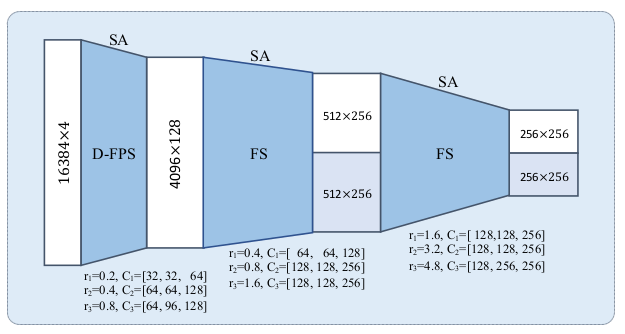 SA
SA
SA
16384×4
D-FPS
4096×128
FS
512×256
512×256
FS
256×256
256×256
r₁=0.2, C₁=[32, 32, 64]
r₂=0.4, C₂=[64, 64, 128]
r₃=0.8, C₃=[64, 96, 128]
r₁=0.4, C₁=[ 64, 64, 128]
r₂=0.8, C₂=[128, 128, 256]
r₃=1.6, C₃=[128, 128, 256]
r₁=1.6, C₁=[ 128,128, 256]
r₂=3.2, C₂=[128, 128, 256]
r₃=4.8, C₃=[128, 256, 256]